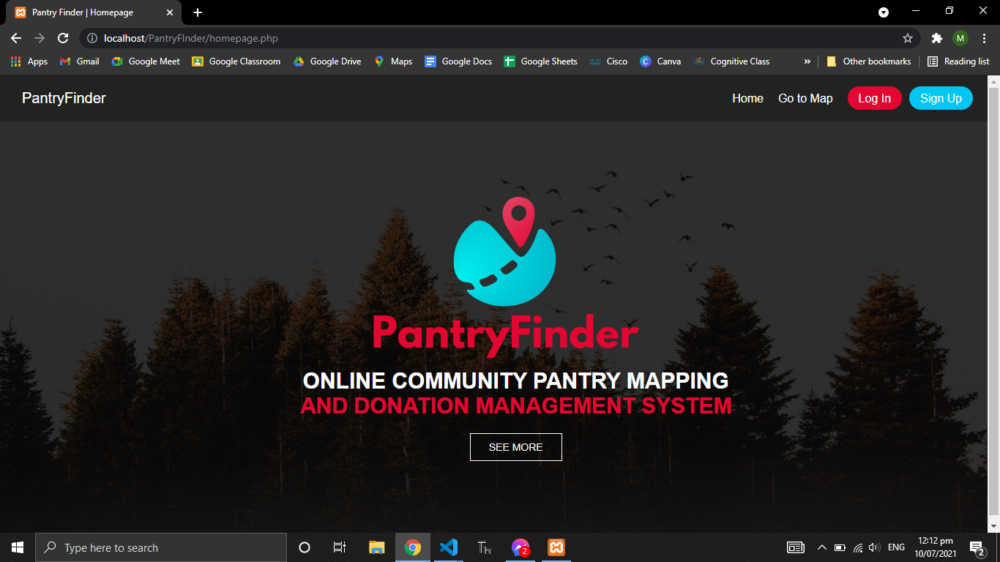 Pantry Finder | Homepage
localhost/PantryFInder/homepage.php
M
Apps Gmail Google Meet Google Classroom Google Drive Maps Google Docs Google Sheets Cisco Canva Cognitive Class » Other bookmarks Reading list
PantryFinder Home Go to Map Log In Sign Up
PantryFinder
ONLINE COMMUNITY PANTRY MAPPING
AND DONATION MANAGEMENT SYSTEM
SEE MORE
Type here to search
2
ENG
12:12 pm
10/07/2021
2